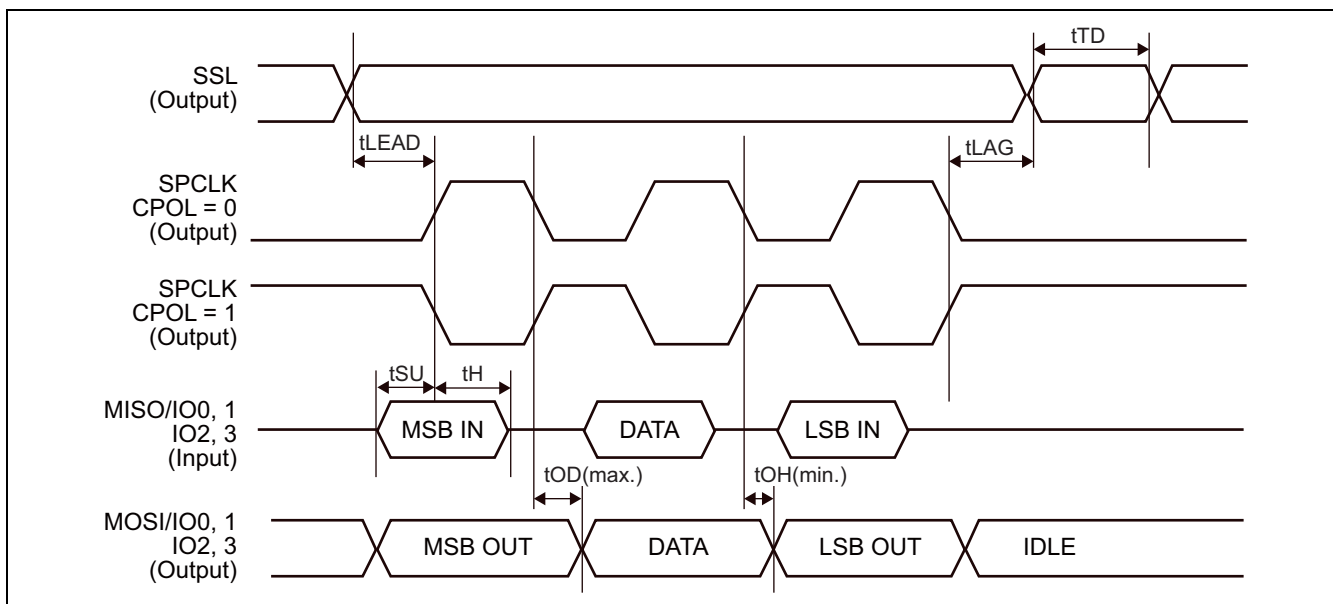 tTD
SSL
(Output)
tLEAD
tLAG
SPCLK
CPOL = 0
(Output)
SPCLK
CPOL = 1
(Output)
tSU
tH
MISO/IO0, 1
IO2, 3
(Input)
MSB IN
DATA
LSB IN
tOD(max.)
tOH(min.)
MOSI/IO0, 1
IO2, 3
(Output)
MSB OUT
DATA
LSB OUT
IDLE